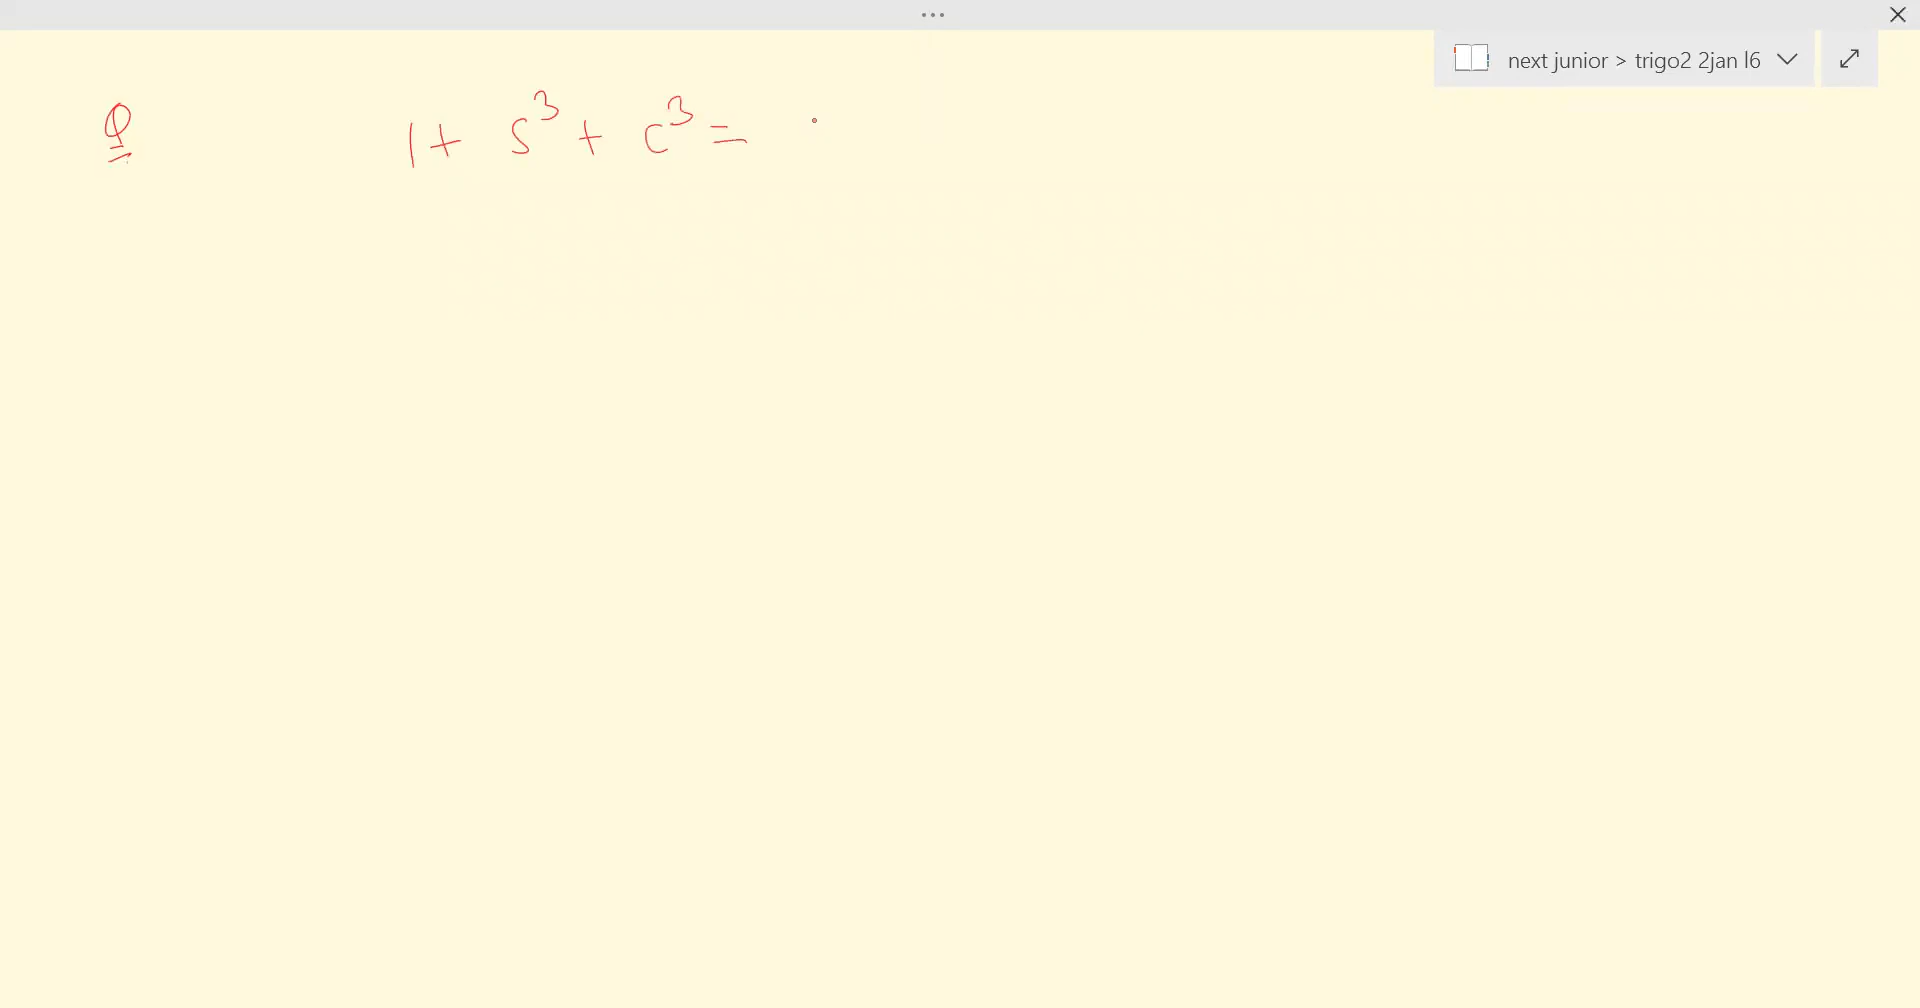 next junior > trigo2 2jan l6
Q 1 + s³ + c³ =